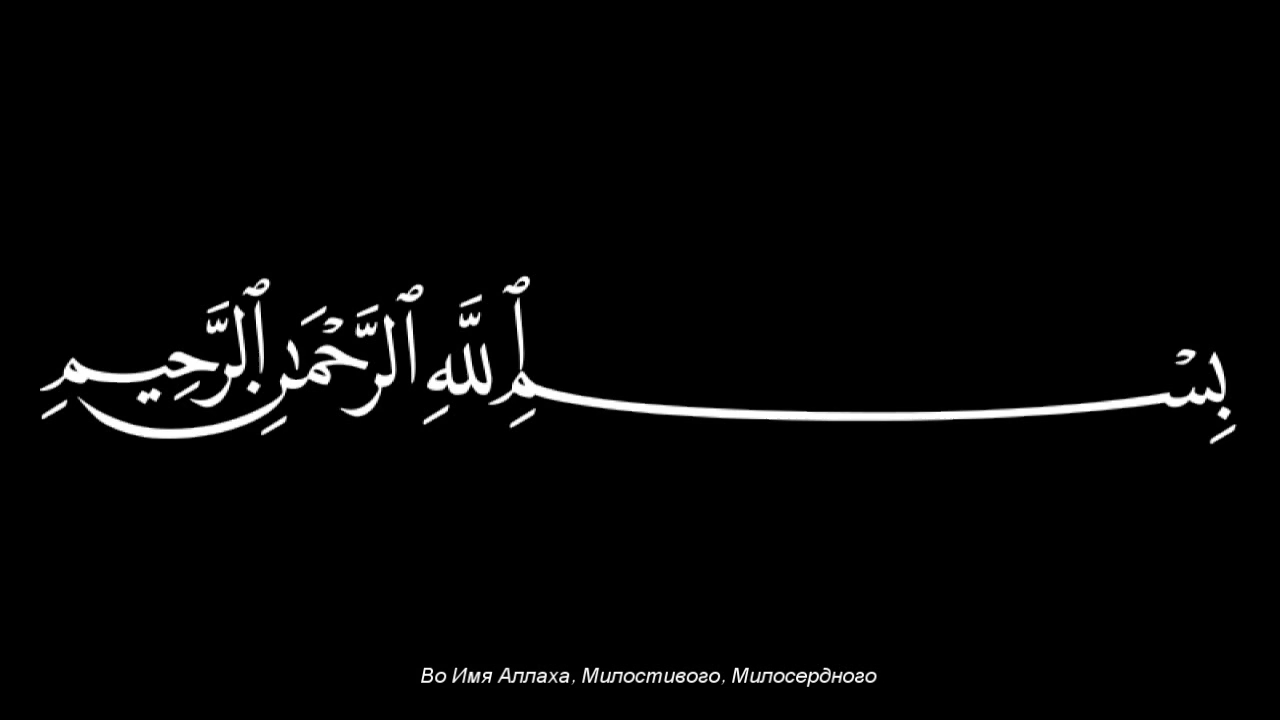 بِسْمِ ٱللَّهِ ٱلرَّحْمَٰنِ ٱلرَّحِيمِ
Во Имя Аллаха, Милостивого, Милосердного